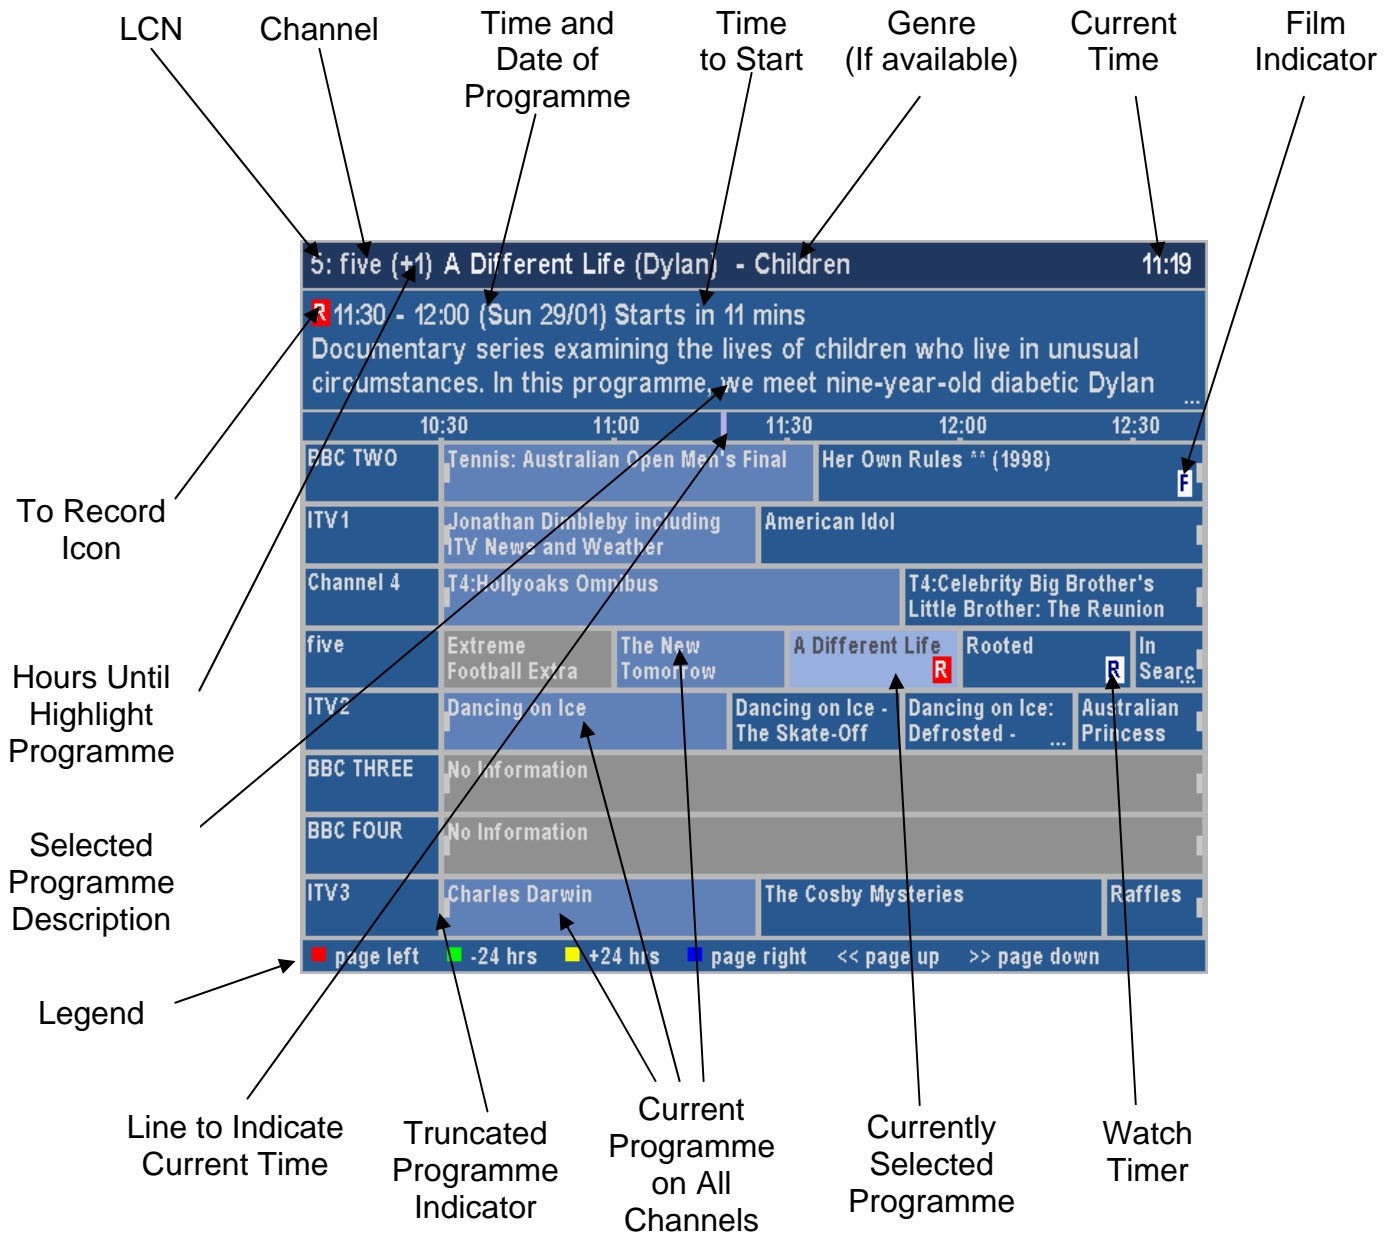 LCN
Channel
Time and
Date of
Programme
Time
to Start
Genre
(If available)
Current
Time
Film
Indicator
5: five (+1) A Different Life (Dylan)  - Children
11:19
R 11:30 - 12:00 (Sun 29/01) Starts in 11 mins
Documentary series examining the lives of children who live in unusual
circumstances. In this programme, we meet nine-year-old diabetic Dylan
...
10:30 11:00 11:30 12:00 12:30
BBC TWO
Tennis: Australian Open Men's Final
Her Own Rules ** (1998)
F
ITV1
Jonathan Dimbleby including
ITV News and Weather
American Idol
Channel 4
T4:Hollyoaks Omnibus
T4:Celebrity Big Brother's
Little Brother: The Reunion
five
Extreme
Football Extra
The New
Tomorrow
A Different Life
R
Rooted
R
In
Searc...
ITV2
Dancing on Ice
Dancing on Ice -
The Skate-Off
Dancing on Ice:
Defrosted - ...
Australian
Princess
BBC THREE
No Information
BBC FOUR
No Information
ITV3
Charles Darwin
The Cosby Mysteries
Raffles
page left -24 hrs +24 hrs page right << page up >> page down
To Record
Icon
Hours Until
Highlight
Programme
Selected
Programme
Description
Legend
Line to Indicate
Current Time
Truncated
Programme
Indicator
Current
Programme
on All
Channels
Currently
Selected
Programme
Watch
Timer